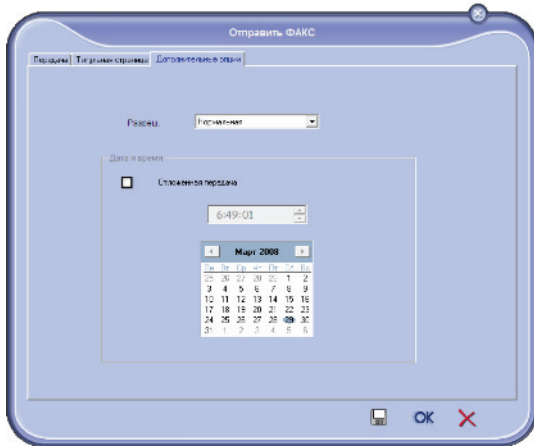 Отправить ФАКС
Передача Титульная страница Дополнительные опции
Разреш. Нормальная
Дата и время
Отложенная передача
6:49:01
Март 2008
Пн Вт Ср Чт Пт Сб Вс
25 26 27 28 29 1 2
3 4 5 6 7 8 9
10 11 12 13 14 15 16
17 18 19 20 21 22 23
24 25 26 27 28 29 30
31 1 2 3 4 5 6
OK